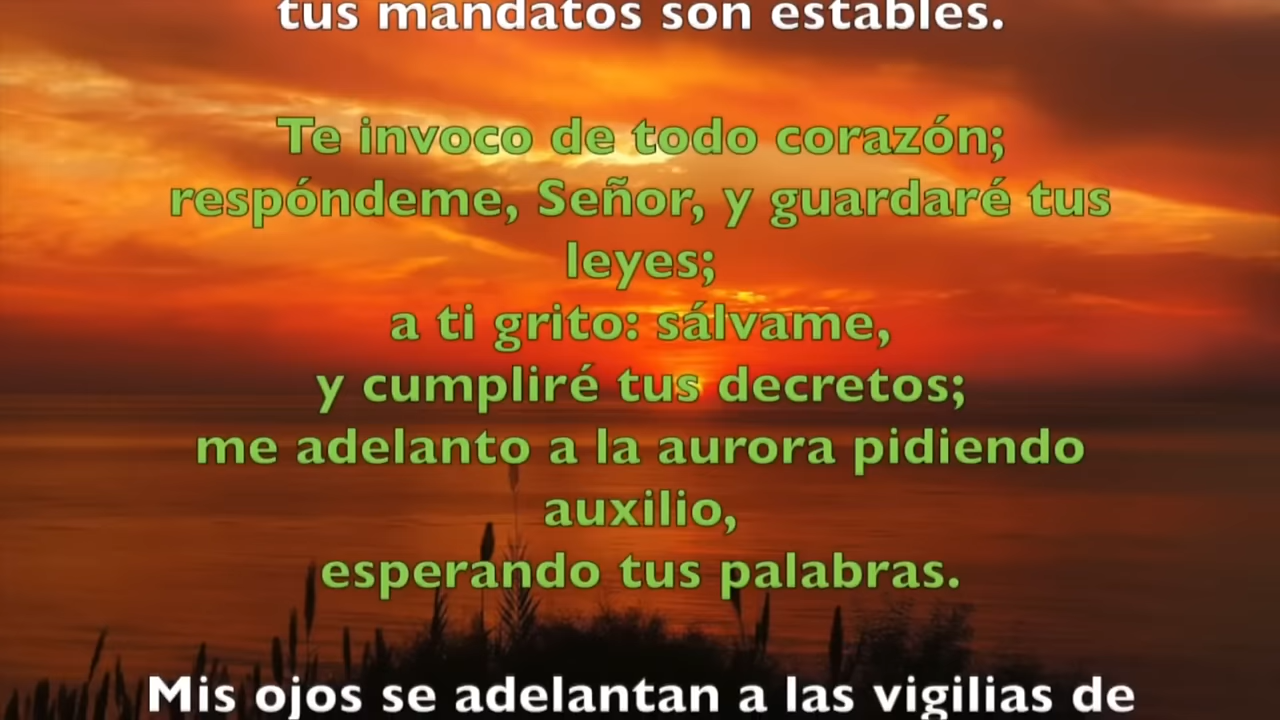 tus mandatos son estables.
Te invoco de todo corazón;
respóndeme, Señor, y guardaré tus
leyes;
a ti grito: sálvame,
y cumpliré tus decretos;
me adelanto a la aurora pidiendo
auxilio,
esperando tus palabras.
Mis ojos se adelantan a las vigilias de